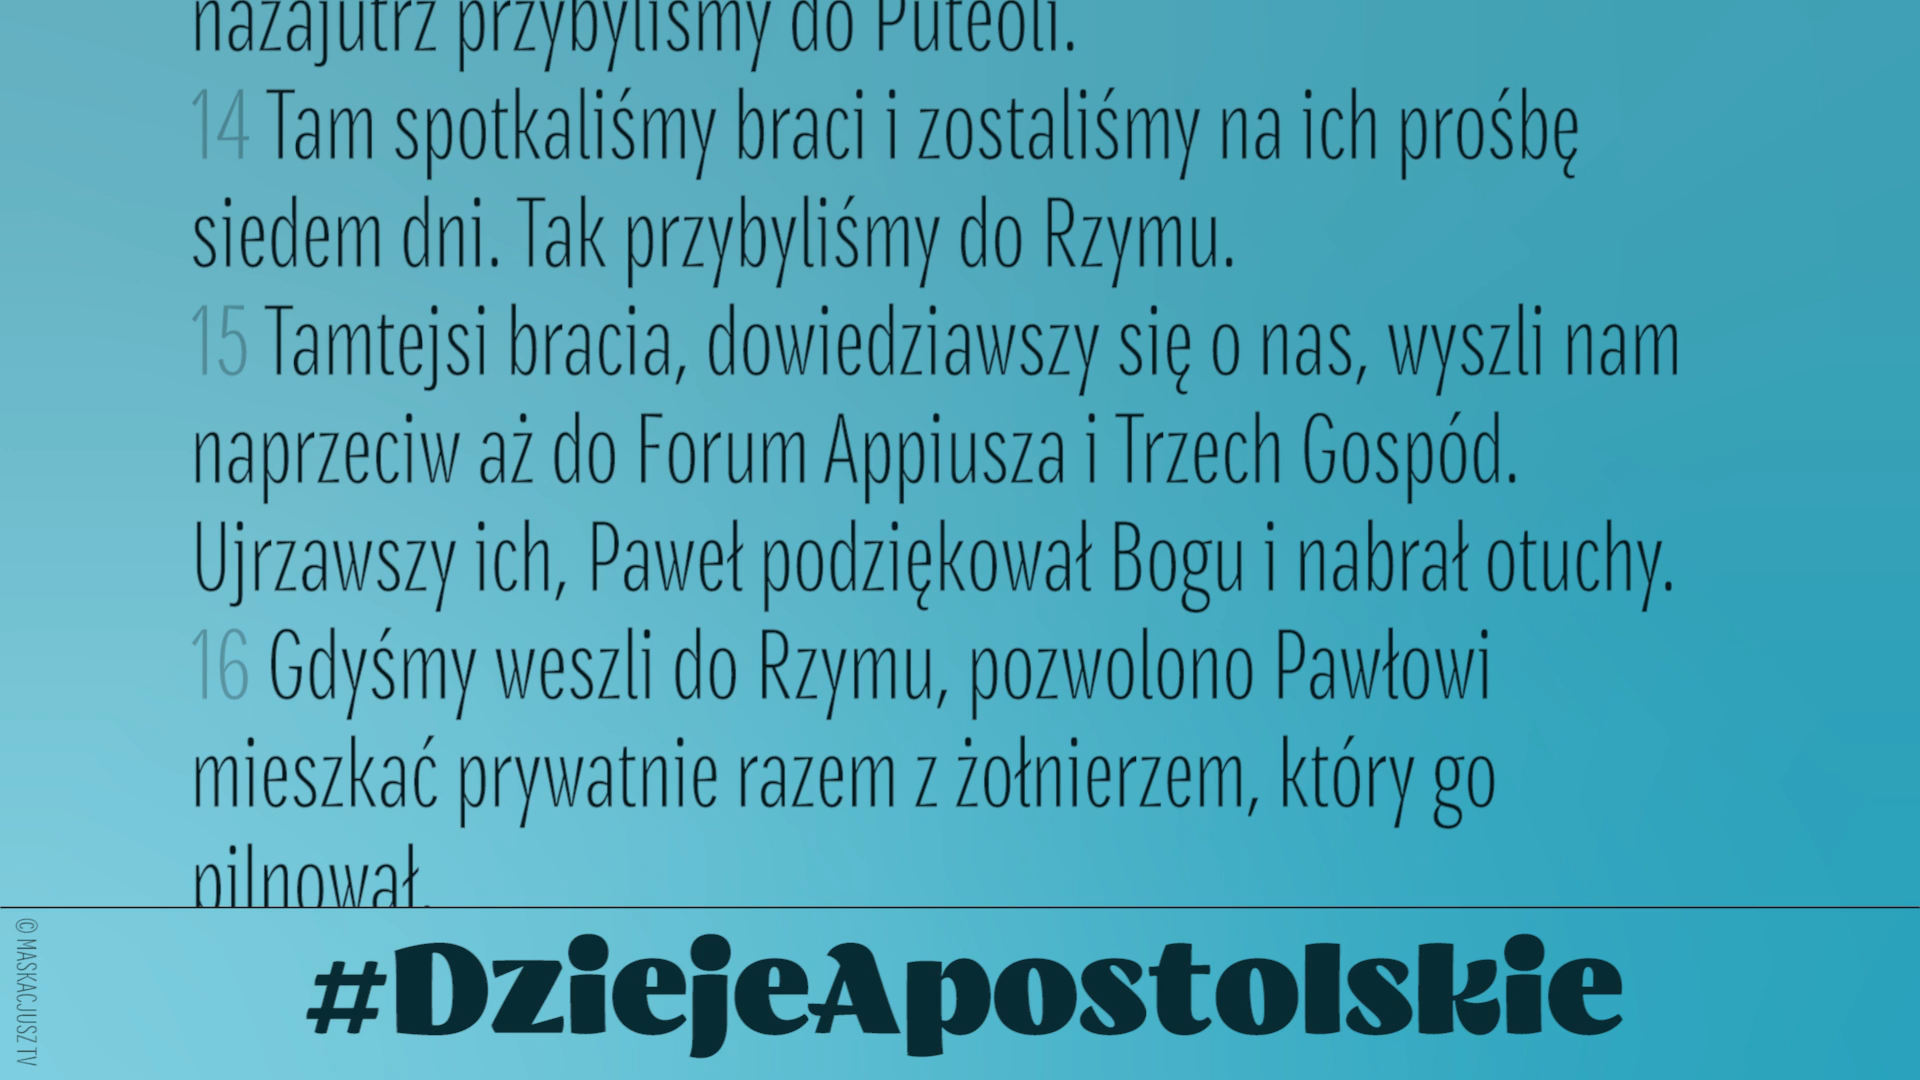 nazajutrz przybyliśmy do Puteoli.
14 Tam spotkaliśmy braci i zostaliśmy na ich prośbę
siedem dni. Tak przybyliśmy do Rzymu.
15 Tamtejsi bracia, dowiedziawszy się o nas, wyszli nam
naprzeciw aż do Forum Appiusza i Trzech Gospód.
Ujrzawszy ich, Paweł podziękował Bogu i nabrał otuchy.
16 Gdyśmy weszli do Rzymu, pozwolono Pawłowi
mieszkać prywatnie razem z żołnierzem, który go
pilnował.
#DziejeApostolskie
© MASKACJUSZ TV